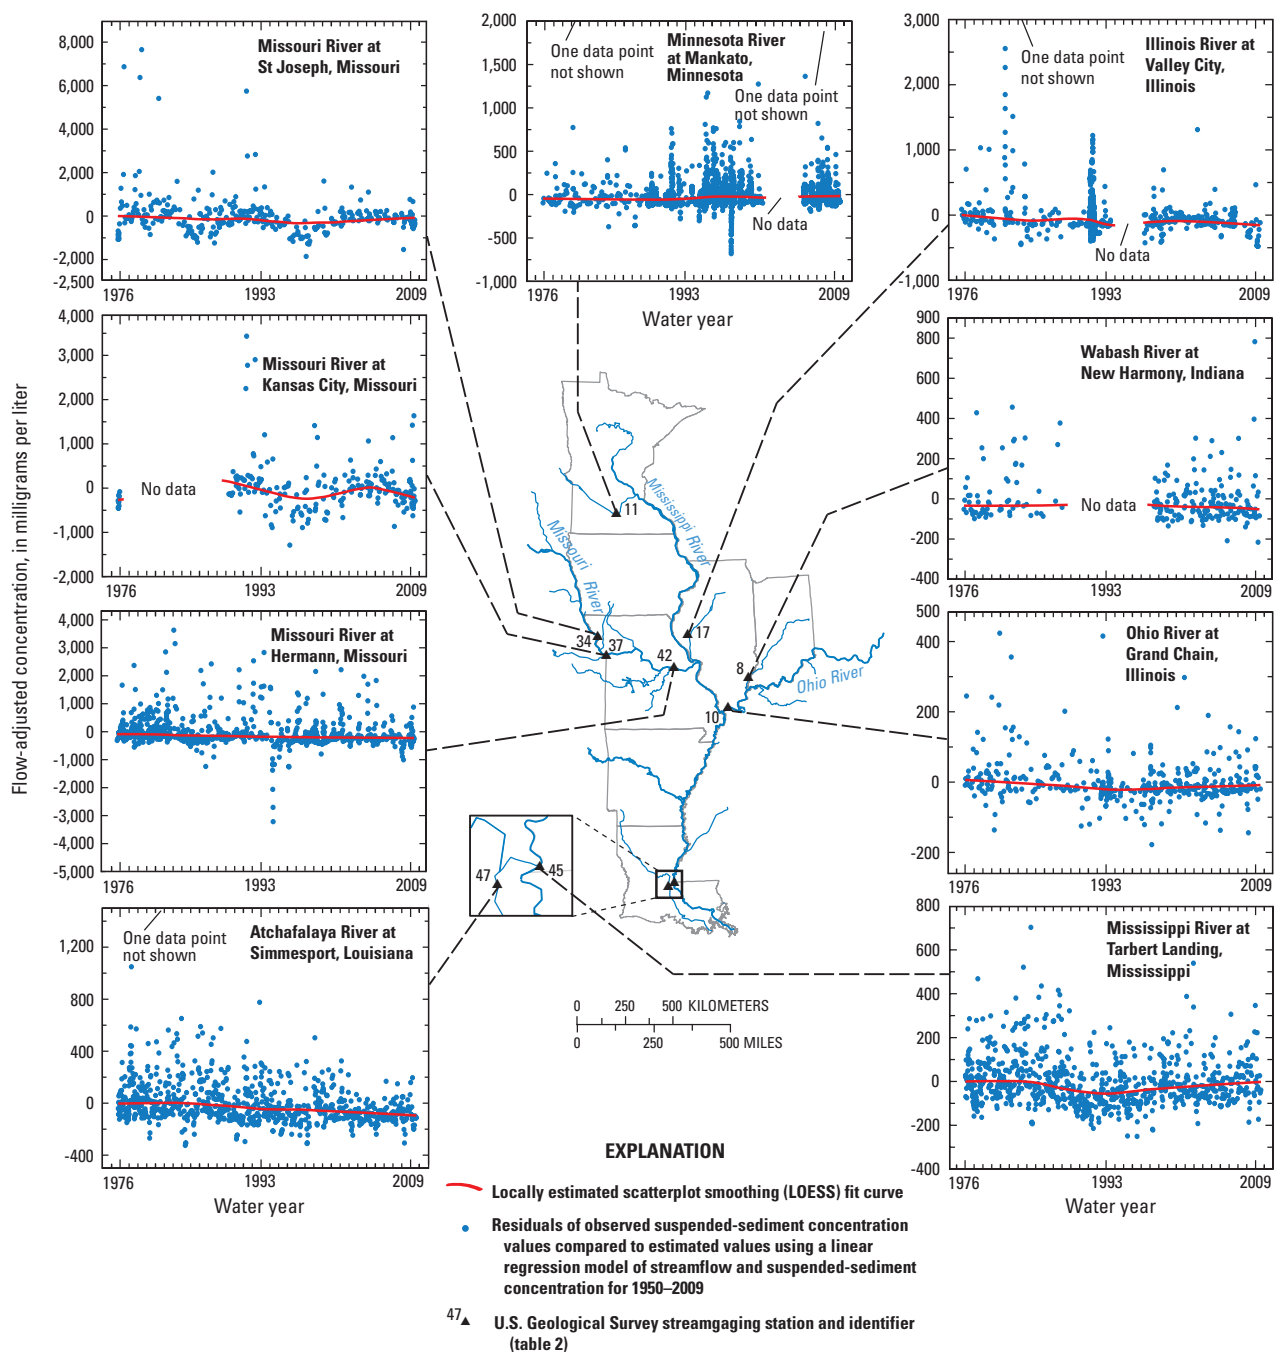 Flow-adjusted concentration, in milligrams per liter
8,000
6,000
4,000
2,000
0
-2,000
-2,500
Missouri River at
St Joseph, Missouri
1976
1993
2009
2,000
1,500
1,000
500
0
-500
-1,000
One data point
not shown
Minnesota River
at Mankato,
Minnesota
One data point
not shown
No data
1976
1993
2009
Water year
3,000
2,000
1,000
0
-1,000
One data point
not shown
Illinois River at
Valley City,
Illinois
No data
1976
1993
2009
4,000
3,000
2,000
1,000
0
-1,000
-2,000
Missouri River at
Kansas City, Missouri
No data
1976
1993
2009
900
800
600
400
200
0
-200
-400
Wabash River at
New Harmony, Indiana
No data
1976
1993
2009
4,000
3,000
2,000
1,000
0
-1,000
-2,000
-3,000
-4,000
-5,000
Missouri River at
Hermann, Missouri
1976
1993
2009
500
400
200
0
-200
Ohio River at
Grand Chain,
Illinois
1976
1993
2009
1,200
800
400
0
-400
One data point
not shown
Atchafalaya River at
Simmesport, Louisiana
1976
1993
2009
Water year
800
600
400
200
0
-200
-400
Mississippi River at
Tarbert Landing,
Mississippi
1976
1993
2009
Water year
11
Mississippi River
Missouri River
34
37
42
17
8
Ohio River
10
47
45
0 250 500 KILOMETERS
0 250 500 MILES
EXPLANATION
Locally estimated scatterplot smoothing (LOESS) fit curve
Residuals of observed suspended-sediment concentration
values compared to estimated values using a linear
regression model of streamflow and suspended-sediment
concentration for 1950–2009
47
U.S. Geological Survey streamgaging station and identifier
(table 2)